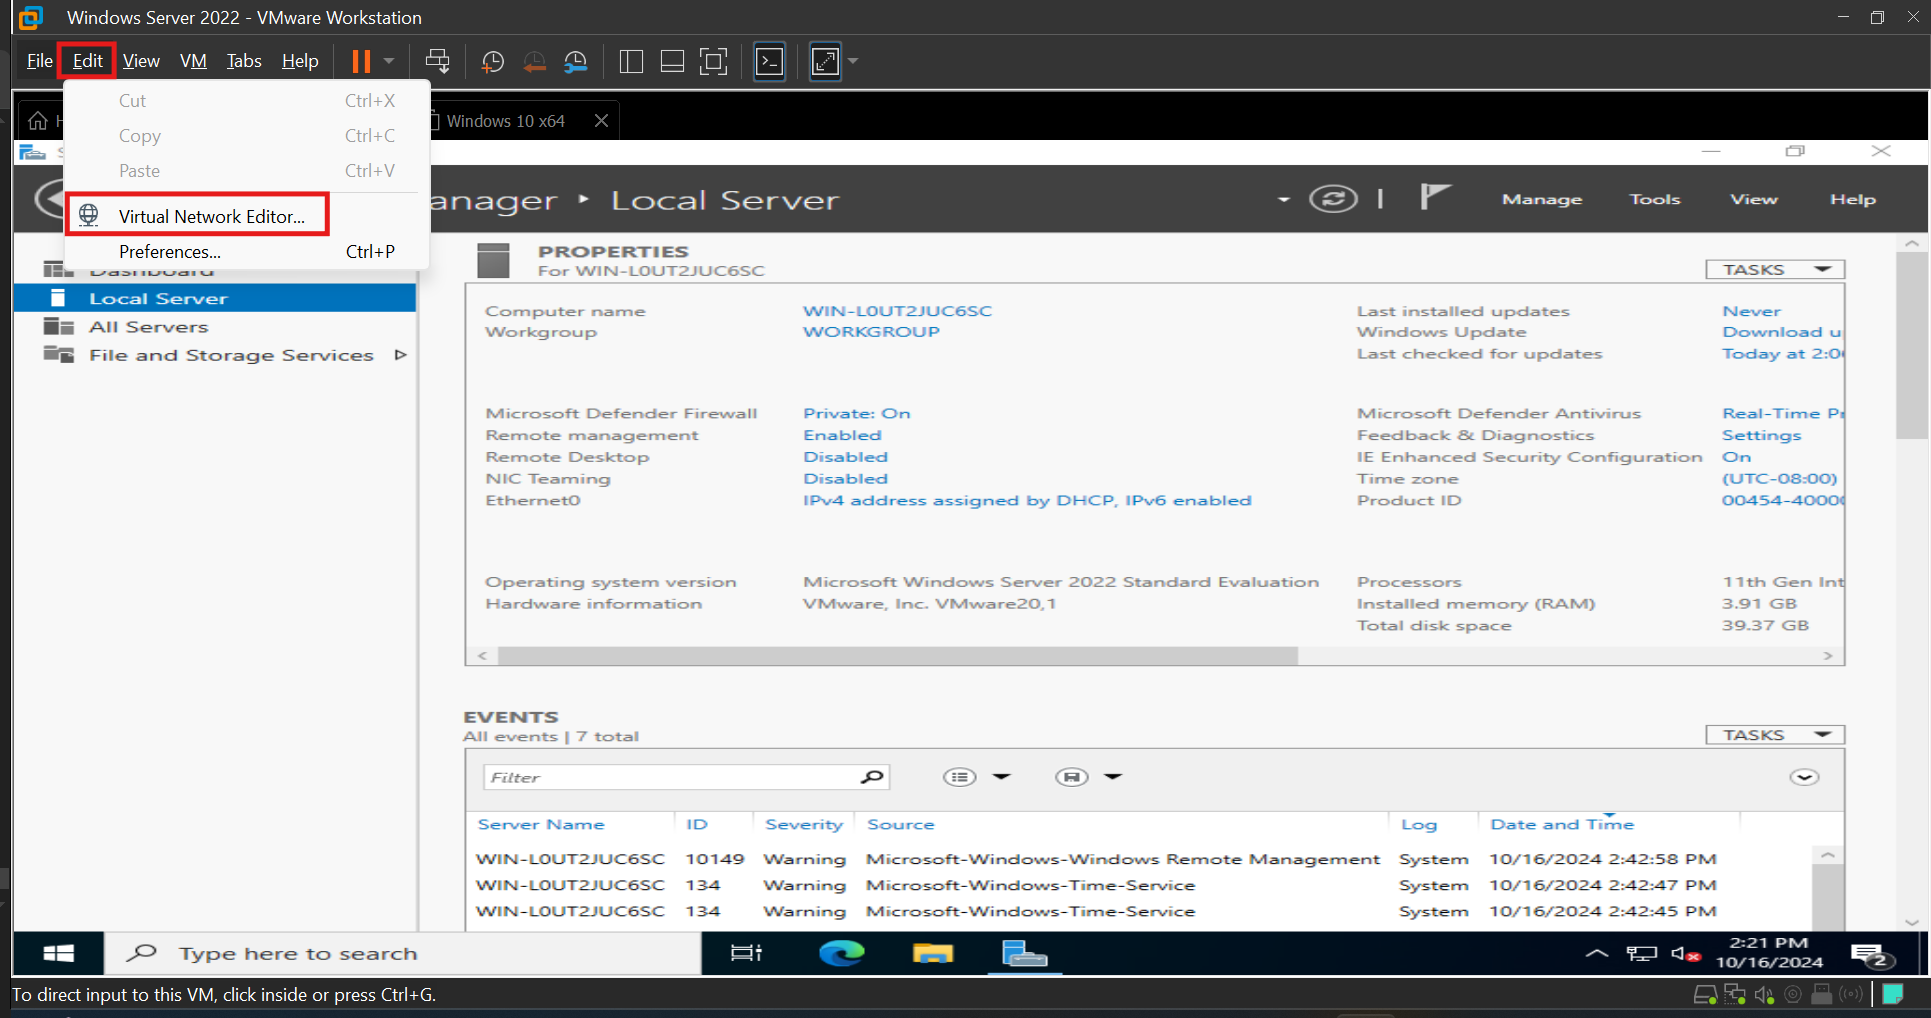 Windows Server 2022 - VMware Workstation
File Edit View VM Tabs Help
Cut Ctrl+X
Copy Ctrl+C
Paste Ctrl+V
Virtual Network Editor...
Preferences... Ctrl+P
H
Windows 10 x64
anager ‣ Local Server
Manage Tools View Help
Dashboard
Local Server
All Servers
File and Storage Services
PROPERTIES
For WIN-L0UT2JUC6SC
TASKS
Computer name WIN-L0UT2JUC6SC Last installed updates Never
Workgroup WORKGROUP Windows Update Download u
Last checked for updates Today at 2:0
Microsoft Defender Firewall Private: On Microsoft Defender Antivirus Real-Time Pr
Remote management Enabled Feedback & Diagnostics Settings
Remote Desktop Disabled IE Enhanced Security Configuration On
NIC Teaming Disabled Time zone (UTC-08:00)
Ethernet0 IPv4 address assigned by DHCP, IPv6 enabled Product ID 00454-4000
Operating system version Microsoft Windows Server 2022 Standard Evaluation Processors 11th Gen Int
Hardware information VMware, Inc. VMware20,1 Installed memory (RAM) 3.91 GB
Total disk space 39.37 GB
EVENTS
All events | 7 total
TASKS
Filter
Server Name ID Severity Source Log Date and Time
WIN-L0UT2JUC6SC 10149 Warning Microsoft-Windows-Windows Remote Management System 10/16/2024 2:42:58 PM
WIN-L0UT2JUC6SC 134 Warning Microsoft-Windows-Time-Service System 10/16/2024 2:42:47 PM
WIN-L0UT2JUC6SC 134 Warning Microsoft-Windows-Time-Service System 10/16/2024 2:42:45 PM
Type here to search
2:21 PM
10/16/2024
2
To direct input to this VM, click inside or press Ctrl+G.